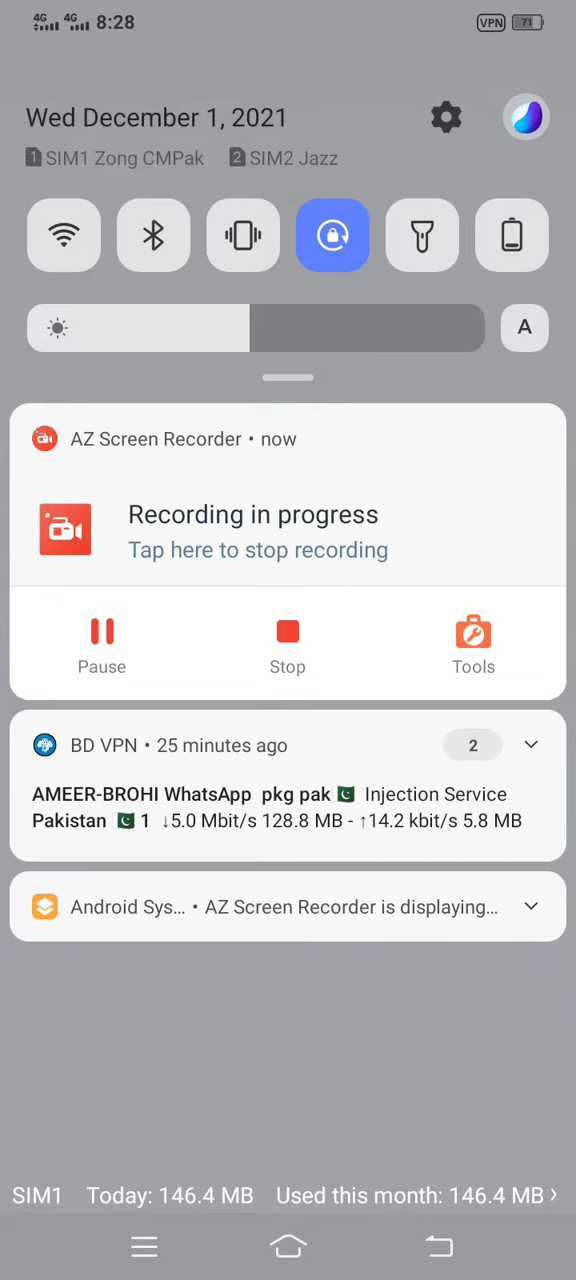 4G 4G 8:28 VPN 71
Wed December 1, 2021
1 SIM1 Zong CMPak 2 SIM2 Jazz
A
AZ Screen Recorder • now
Recording in progress
Tap here to stop recording
Pause Stop Tools
BD VPN • 25 minutes ago 2
AMEER-BROHI WhatsApp pkg pak🇵🇰 Injection Service
Pakistan 🇵🇰 1 ↓5.0 Mbit/s 128.8 MB - ↑14.2 kbit/s 5.8 MB
Android Sys... • AZ Screen Recorder is displaying...
SIM1 Today: 146.4 MB Used this month: 146.4 MB ›